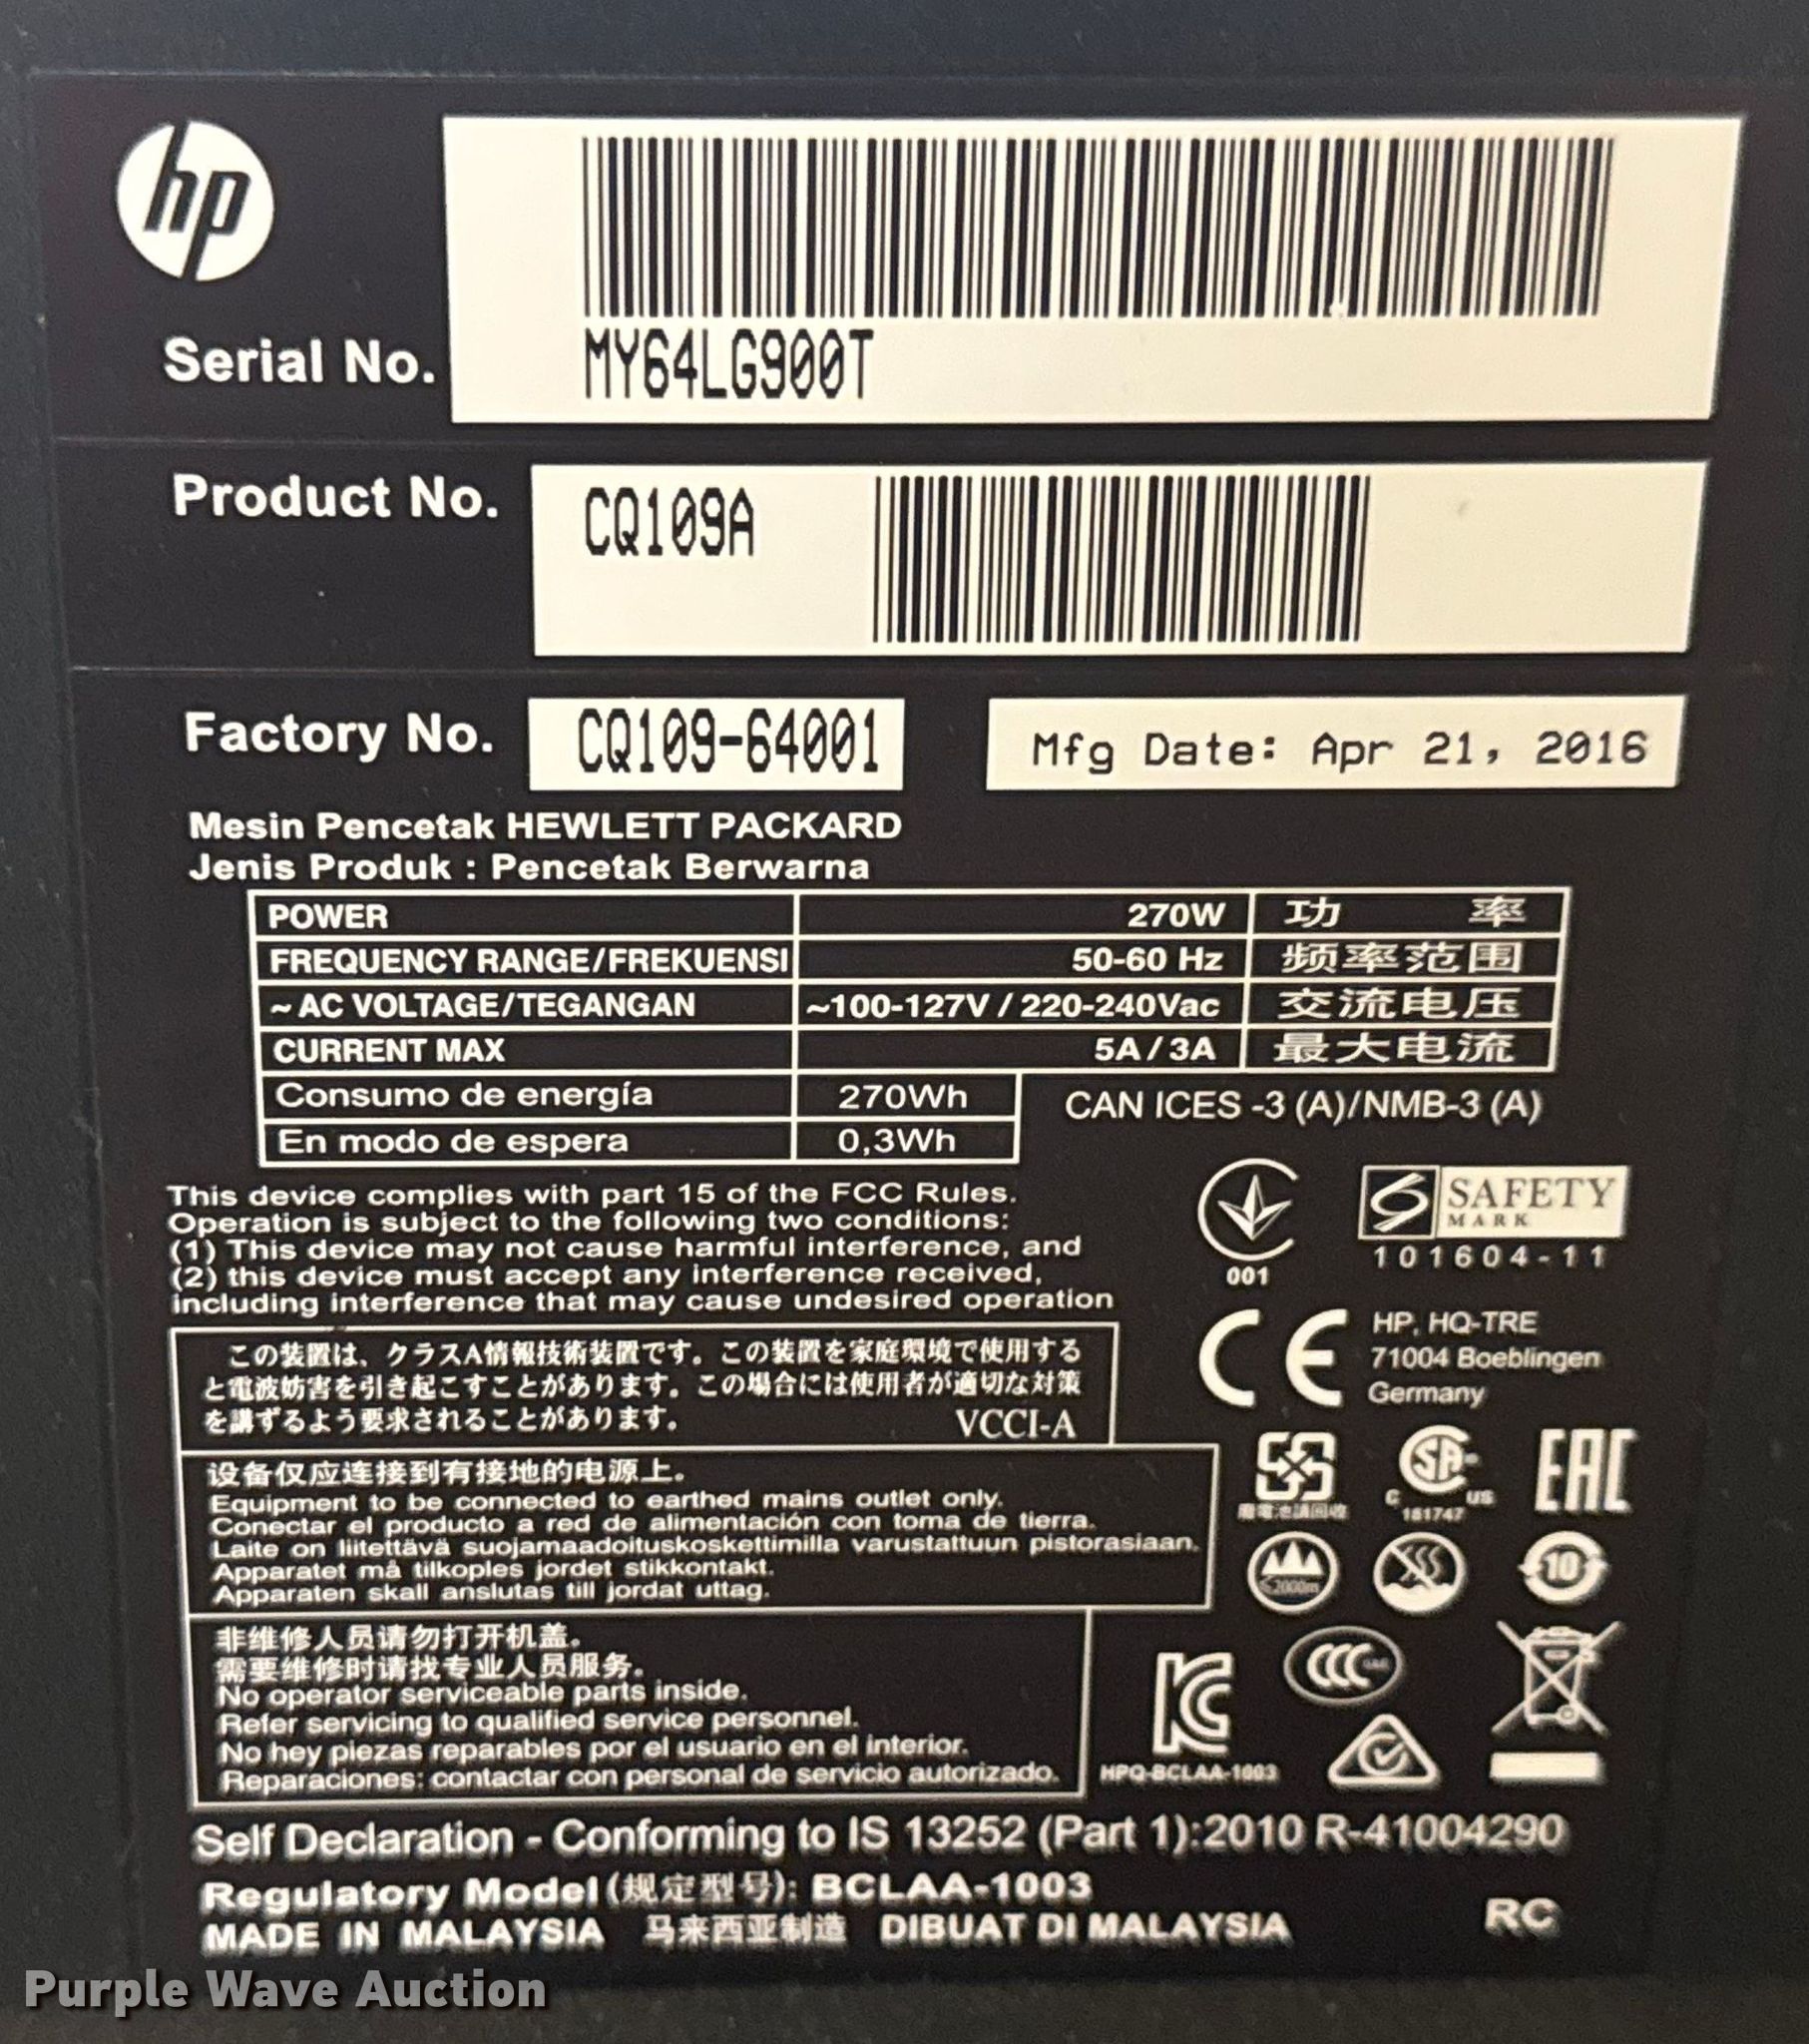 hp
Serial No. MY64LG900T
Product No. CQ109A
Factory No. CQ109-64001 Mfg Date: Apr 21, 2016
Mesin Pencetak HEWLETT PACKARD
Jenis Produk : Pencetak Berwarna
POWER 270W 功 率
FREQUENCY RANGE/FREKUENSI 50-60 Hz 频率范围
~ AC VOLTAGE/TEGANGAN ~100-127V / 220-240Vac 交流电压
CURRENT MAX 5A / 3A 最大电流
Consumo de energía 270Wh
En modo de espera 0,3Wh
CAN ICES -3 (A)/NMB-3 (A)
This device complies with part 15 of the FCC Rules.
Operation is subject to the following two conditions:
(1) This device may not cause harmful interference, and
(2) this device must accept any interference received,
including interference that may cause undesired operation
001
SAFETY
MARK
101604-11
CE
HP, HQ-TRE
71004 Boeblingen
Germany
この装置は、クラスA情報技術装置です。この装置を家庭環境で使用する
と電波妨害を引き起こすことがあります。この場合には使用者が適切な対策
を講ずるよう要求されることがあります。 VCCI-A
廢電池請回收
SA
C US
161747
EAC
设备仅应连接到有接地的电源上。
Equipment to be connected to earthed mains outlet only.
Conectar el producto a red de alimentación con toma de tierra.
Laite on liitettävä suojamaadoituskoskettimilla varustattuun pistorasiaan.
Apparatet må tilkoples jordet stikkontakt.
Apparaten skall anslutas till jordat uttag.
≤2000m
10
非维修人员请勿打开机盖。
需要维修时请找专业人员服务。
No operator serviceable parts inside.
Refer servicing to qualified service personnel.
No hey piezas reparables por el usuario en el interior.
Reparaciones: contactar con personal de servicio autorizado.
KC
HPQ-BCLAA-1003
CCC
Self Declaration - Conforming to IS 13252 (Part 1):2010 R-41004290
Regulatory Model (规定型号): BCLAA-1003
MADE IN MALAYSIA 马来西亚制造 DIBUAT DI MALAYSIA
RC
Purple Wave Auction